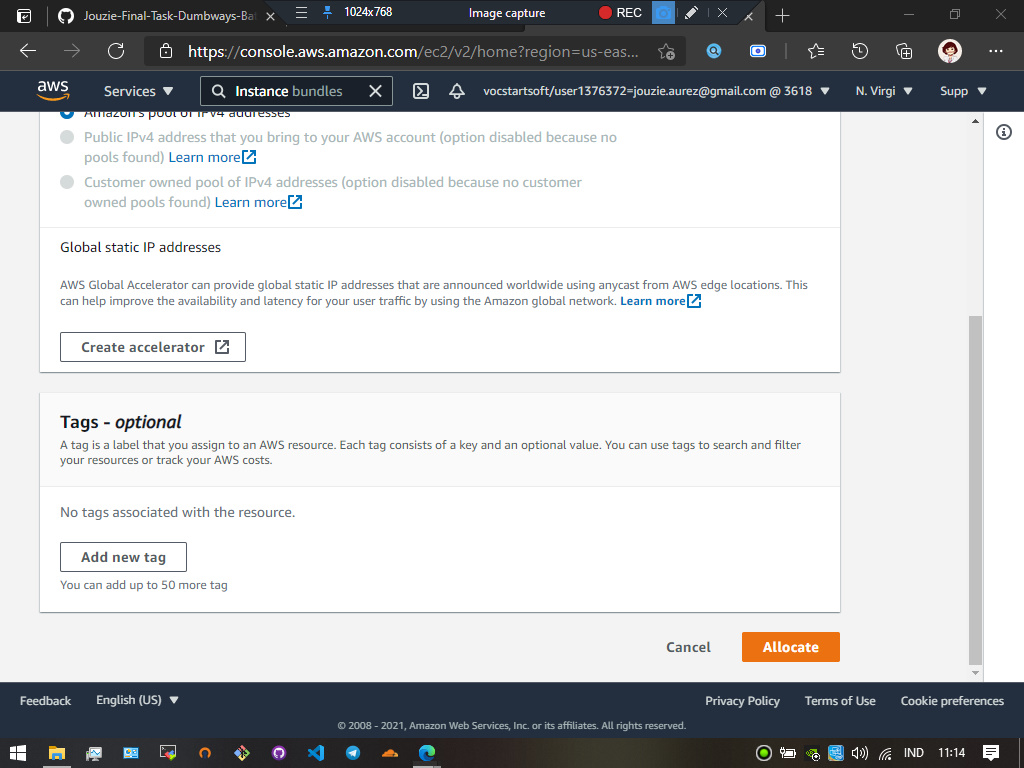 Jouzie-Final-Task-Dumbways-Bat
1024x768
Image capture
REC
https://console.aws.amazon.com/ec2/v2/home?region=us-eas...
aws
Services
Instance bundles
vocstartsoft/user1376372=jouzie.aurez@gmail.com @ 3618
N. Virgi
Supp
Amazon's pool of IPv4 addresses
Public IPv4 address that you bring to your AWS account (option disabled because no
pools found) Learn more
Customer owned pool of IPv4 addresses (option disabled because no customer
owned pools found) Learn more
Global static IP addresses
AWS Global Accelerator can provide global static IP addresses that are announced worldwide using anycast from AWS edge locations. This
can help improve the availability and latency for your user traffic by using the Amazon global network. Learn more
Create accelerator
Tags - optional
A tag is a label that you assign to an AWS resource. Each tag consists of a key and an optional value. You can use tags to search and filter
your resources or track your AWS costs.
No tags associated with the resource.
Add new tag
You can add up to 50 more tag
Cancel
Allocate
Feedback
English (US)
Privacy Policy
Terms of Use
Cookie preferences
© 2008 - 2021, Amazon Web Services, Inc. or its affiliates. All rights reserved.
IND
11:14